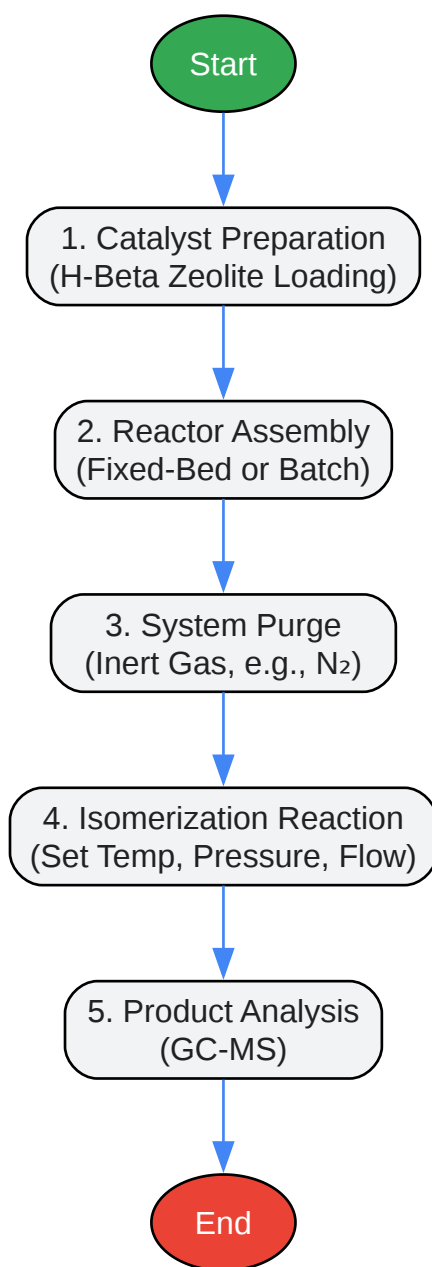 Start
1. Catalyst Preparation
(H-Beta Zeolite Loading)
2. Reactor Assembly
(Fixed-Bed or Batch)
3. System Purge
(Inert Gas, e.g., N₂)
4. Isomerization Reaction
(Set Temp, Pressure, Flow)
5. Product Analysis
(GC-MS)
End